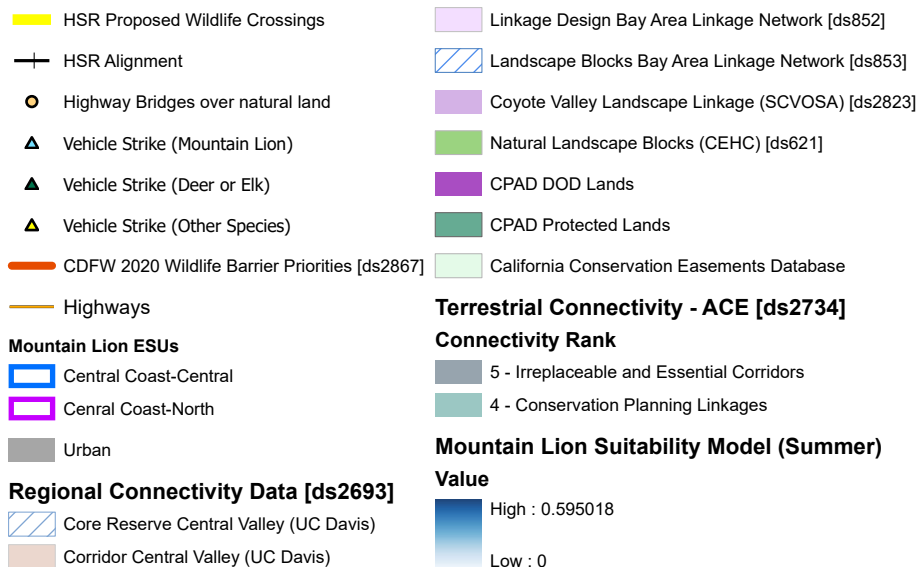 HSR Proposed Wildlife Crossings
HSR Alignment
Highway Bridges over natural land
Vehicle Strike (Mountain Lion)
Vehicle Strike (Deer or Elk)
Vehicle Strike (Other Species)
CDFW 2020 Wildlife Barrier Priorities [ds2867]
Highways
Mountain Lion ESUs
Central Coast-Central
Cenral Coast-North
Urban
Regional Connectivity Data [ds2693]
Core Reserve Central Valley (UC Davis)
Corridor Central Valley (UC Davis)
Linkage Design Bay Area Linkage Network [ds852]
Landscape Blocks Bay Area Linkage Network [ds853]
Coyote Valley Landscape Linkage (SCVOSA) [ds2823]
Natural Landscape Blocks (CEHC) [ds621]
CPAD DOD Lands
CPAD Protected Lands
California Conservation Easements Database
Terrestrial Connectivity - ACE [ds2734]
Connectivity Rank
5 - Irreplaceable and Essential Corridors
4 - Conservation Planning Linkages
Mountain Lion Suitability Model (Summer)
Value
High : 0.595018
Low : 0